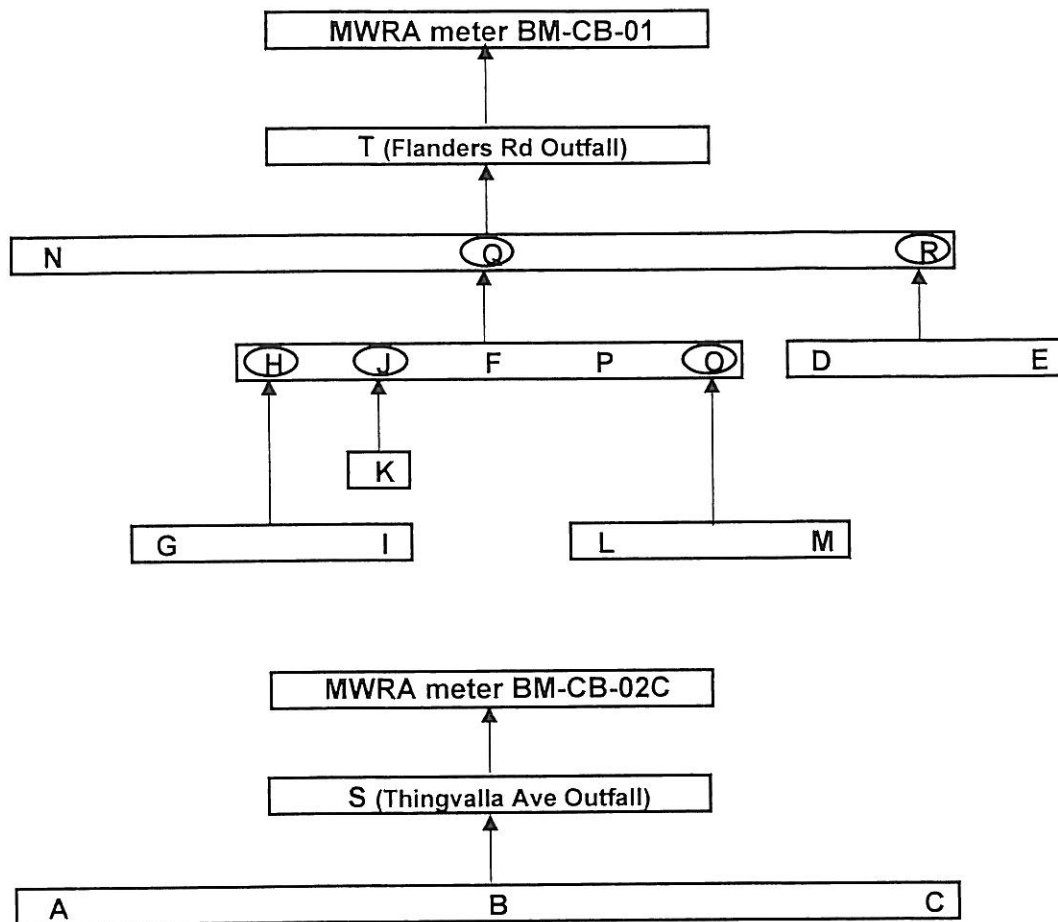 MWRA meter BM-CB-01
T (Flanders Rd Outfall)
N Q R
H J F P O D E
K
G I L M
MWRA meter BM-CB-02C
S (Thingvalla Ave Outfall)
A B C